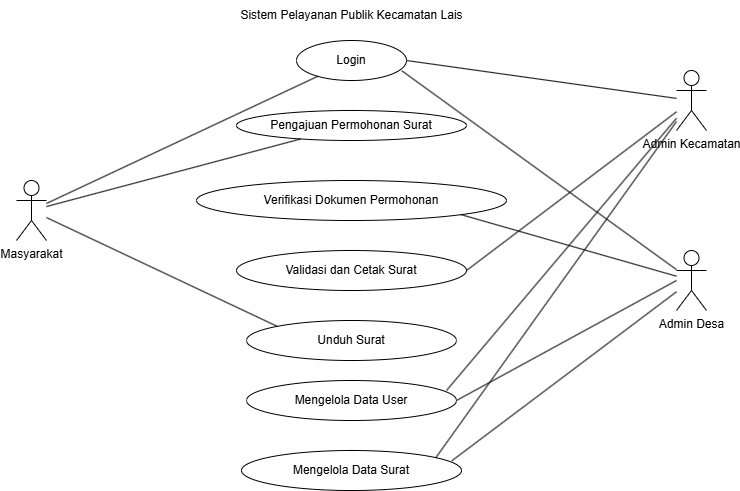 Sistem Pelayanan Publik Kecamatan Lais
Login
Pengajuan Permohonan Surat
Admin Kecamatan
Verifikasi Dokumen Permohonan
Masyarakat
Validasi dan Cetak Surat
Admin Desa
Unduh Surat
Mengelola Data User
Mengelola Data Surat